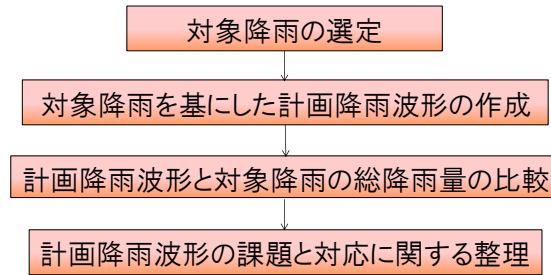 対象降雨の選定
対象降雨を基にした計画降雨波形の作成
計画降雨波形と対象降雨の総降雨量の比較
計画降雨波形の課題と対応に関する整理